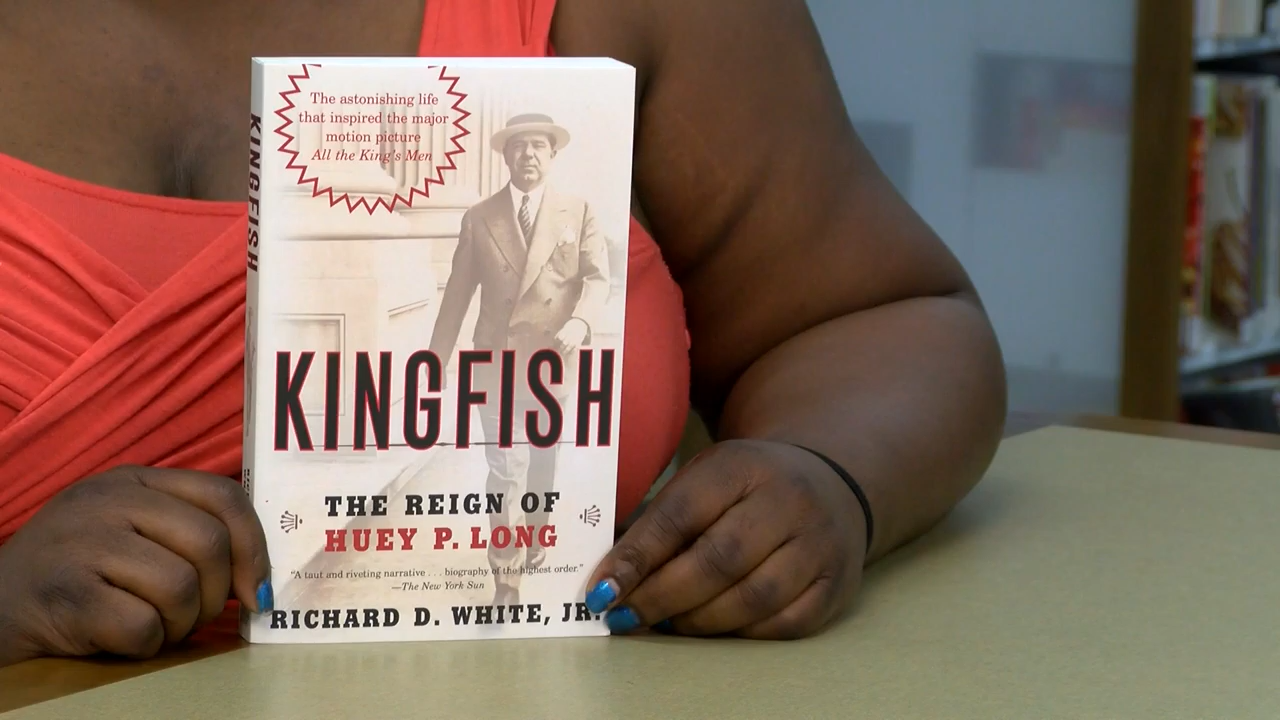 The astonishing life
that inspired the major
motion picture
All the King's Men
KINGFISH
KINGFISH
THE REIGN OF
HUEY P. LONG
"A taut and riveting narrative . . . biography of the highest order."
—The New York Sun
RICHARD D. WHITE, JR.